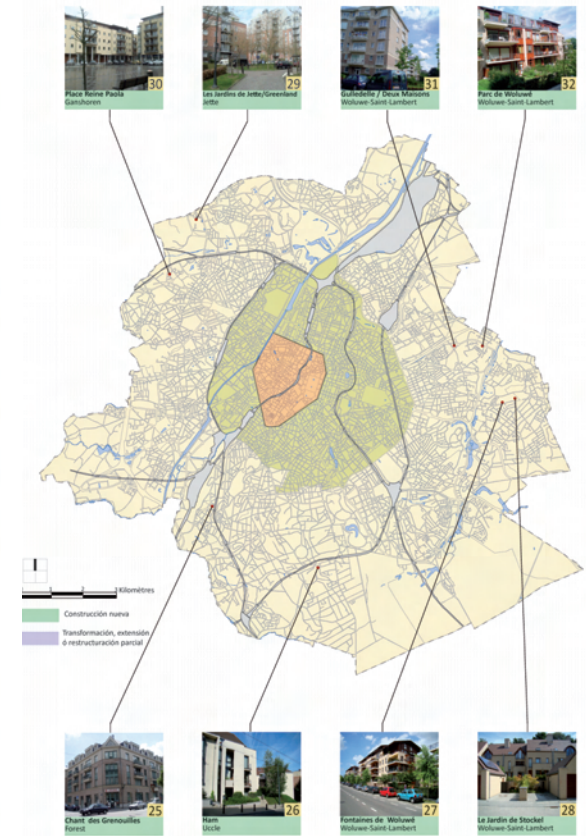 30
Place Reine Paola
Ganshoren
29
Les Jardins de Jette/Greenland
Jette
31
Gulledelle / Deux Maisons
Woluwe-Saint-Lambert
32
Parc de Woluwé
Woluwe-Saint-Lambert
Kilomètres
Construcción nueva
Transformación, extensión
ó restructuración parcial
25
Chant des Grenouilles
Forest
26
Ham
Uccle
27
Fontaines de Woluwé
Woluwe-Saint-Lambert
28
Le Jardin de Stockel
Woluwe-Saint-Lambert